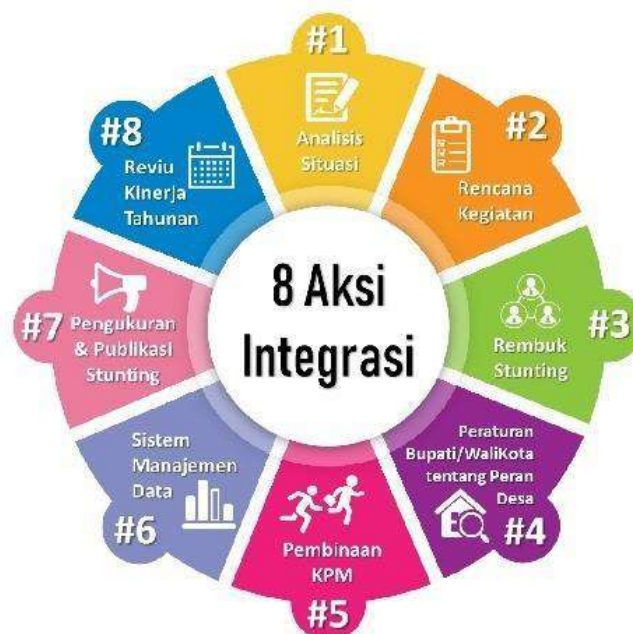 #1
Analisis
Situasi
#2
Rencana
Kegiatan
#3
Rembuk
Stunting
#4
Peraturan
Bupati/WaliKota
tentang Peran
Desa
#5
Pembinaan
KPM
#6
Sistem
Manajemen
Data
#7
Pengukuran
& Publikasi
Stunting
#8
Reviu
Kinerja
Tahunan
8 Aksi
Integrasi